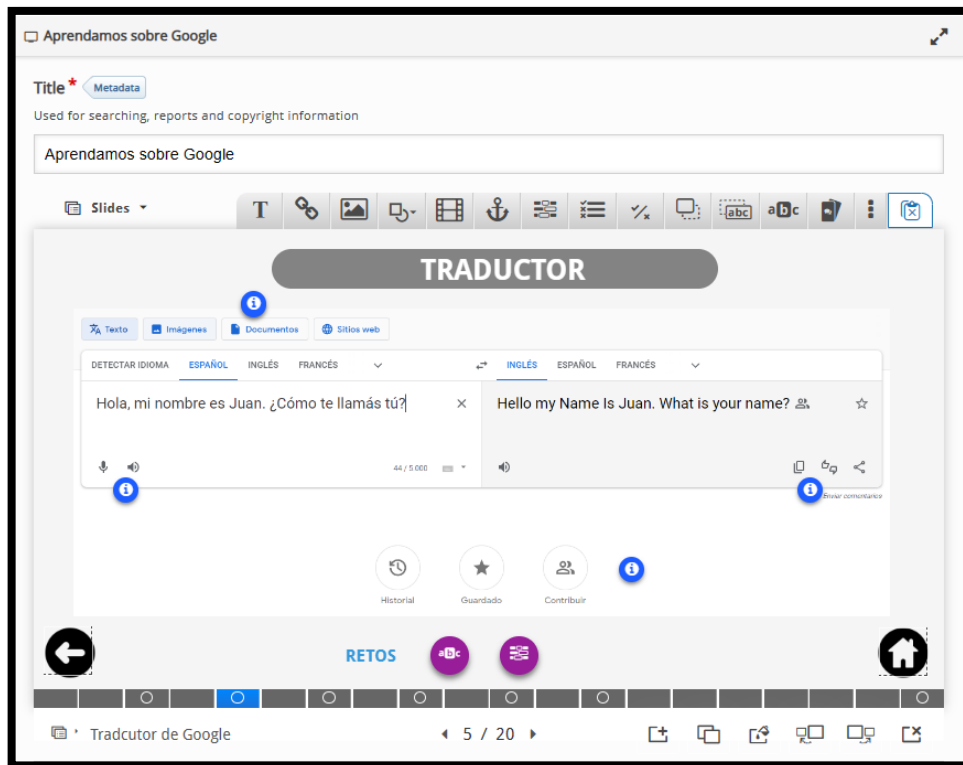 Aprendamos sobre Google
Title * Metadata
Used for searching, reports and copyright information
Aprendamos sobre Google
Slides T abc abc
TRADUCTOR
Texto Imágenes Documentos Sitios web
DETECTAR IDIOMA ESPAÑOL INGLÉS FRANCÉS INGLÉS ESPAÑOL FRANCÉS
Hola, mi nombre es Juan. ¿Cómo te llamás tú? Hello my Name Is Juan. What is your name?
44 / 5.000
Enviar comentarios
Historial Guardado Contribuir
RETOS abc
Tradcutor de Google 5 / 20